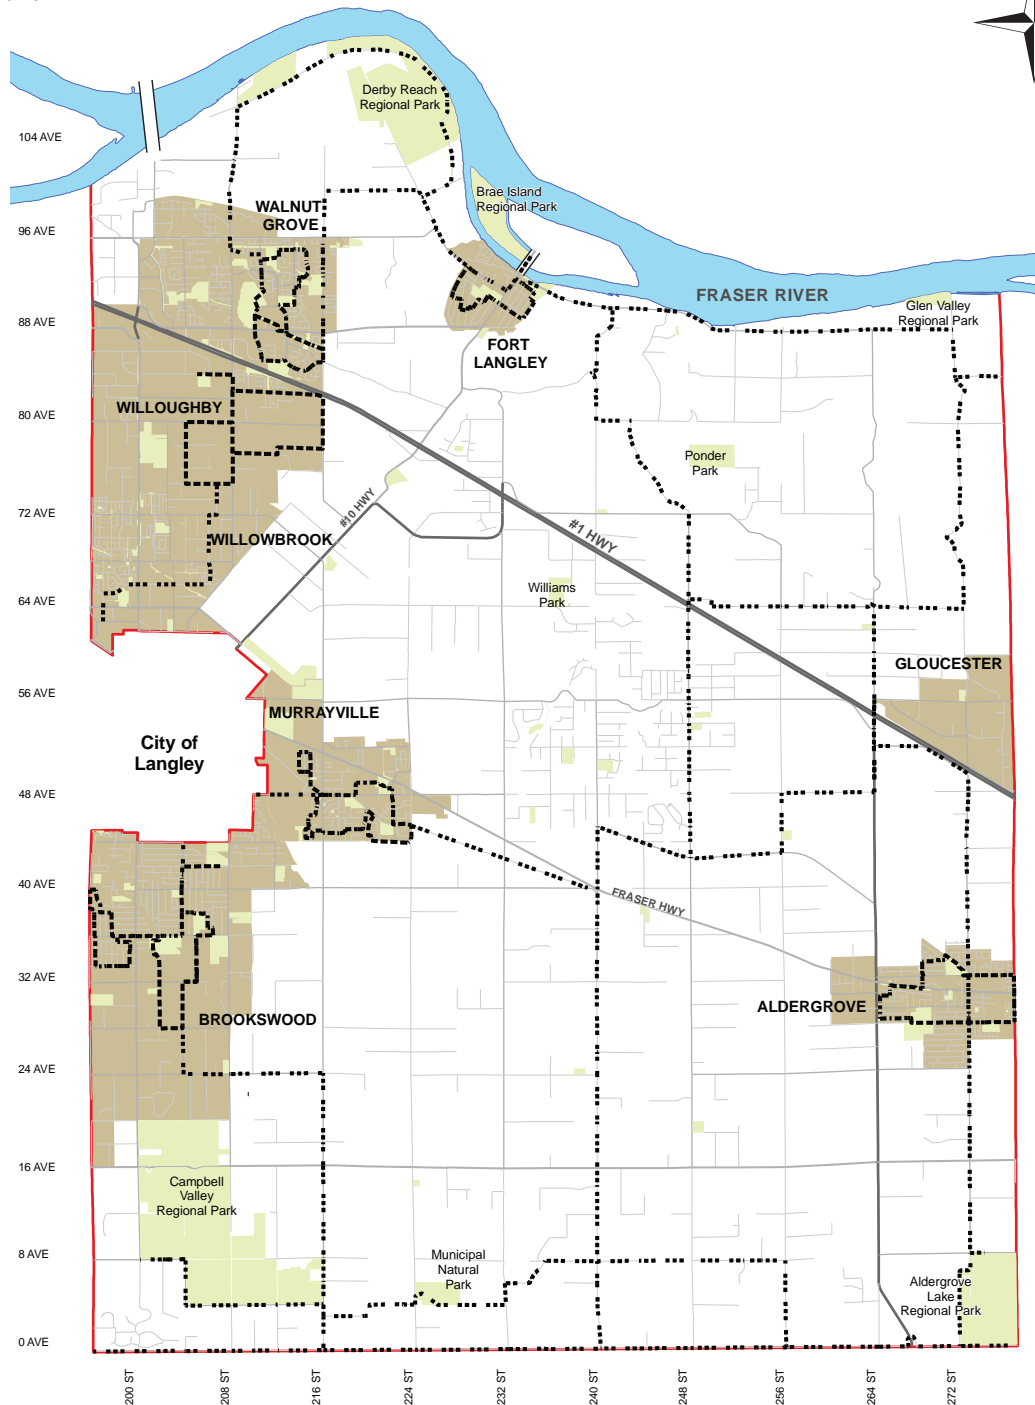 Derby Reach
Regional Park
104 AVE
Brae Island
Regional Park
WALNUT
GROVE
96 AVE
FRASER RIVER
Glen Valley
Regional Park
88 AVE
FORT
LANGLEY
WILLOUGHBY
80 AVE
Ponder
Park
#10 HWY
72 AVE
#1 HWY
WILLOWBROOK
Williams
Park
64 AVE
GLOUCESTER
56 AVE
MURRAYVILLE
City of
Langley
48 AVE
40 AVE
FRASER HWY
32 AVE
ALDERGROVE
BROOKSWOOD
24 AVE
16 AVE
Campbell
Valley
Regional Park
8 AVE
Municipal
Natural
Park
Aldergrove
Lake
Regional Park
0 AVE
200 ST
208 ST
216 ST
224 ST
232 ST
240 ST
248 ST
256 ST
264 ST
272 ST